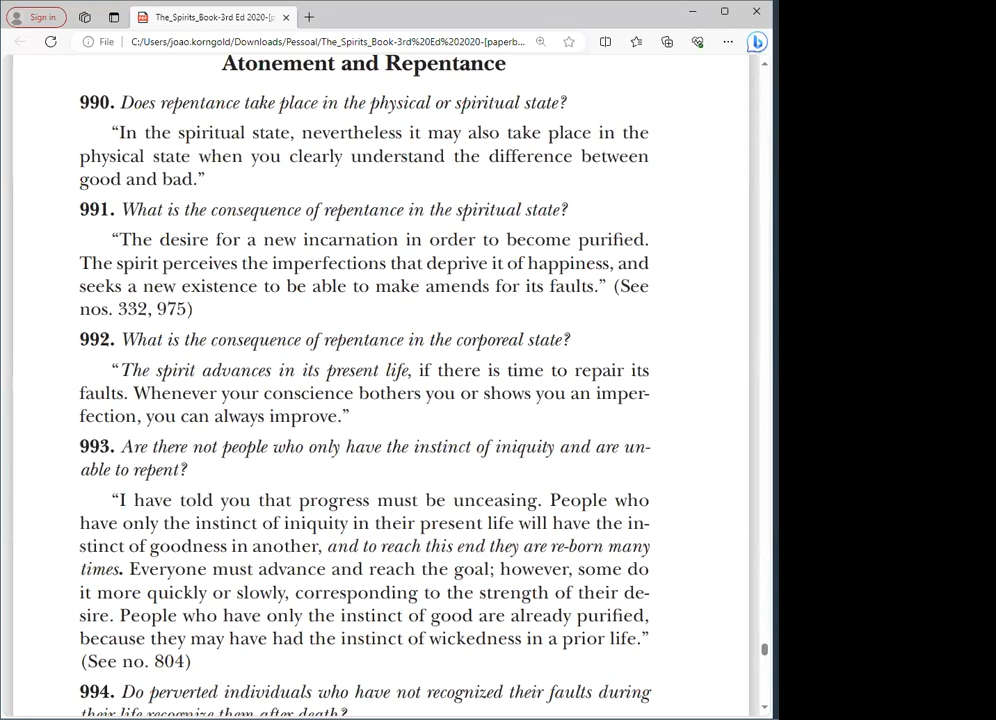 Sign in
The_Spirits_Book-3rd Ed 2020-[p
File
C:/Users/joao.korngold/Downloads/Pessoal/The_Spirits_Book-3rd%20Ed%202020-[paperb...
Atonement and Repentance
990. Does repentance take place in the physical or spiritual state?
“In the spiritual state, nevertheless it may also take place in the
physical state when you clearly understand the difference between
good and bad.”
991. What is the consequence of repentance in the spiritual state?
“The desire for a new incarnation in order to become purified.
The spirit perceives the imperfections that deprive it of happiness, and
seeks a new existence to be able to make amends for its faults.” (See
nos. 332, 975)
992. What is the consequence of repentance in the corporeal state?
“The spirit advances in its present life, if there is time to repair its
faults. Whenever your conscience bothers you or shows you an imper-
fection, you can always improve.”
993. Are there not people who only have the instinct of iniquity and are un-
able to repent?
“I have told you that progress must be unceasing. People who
have only the instinct of iniquity in their present life will have the in-
stinct of goodness in another, and to reach this end they are re-born many
times. Everyone must advance and reach the goal; however, some do
it more quickly or slowly, corresponding to the strength of their de-
sire. People who have only the instinct of good are already purified,
because they may have had the instinct of wickedness in a prior life.”
(See no. 804)
994. Do perverted individuals who have not recognized their faults during
their life recognize them after death?